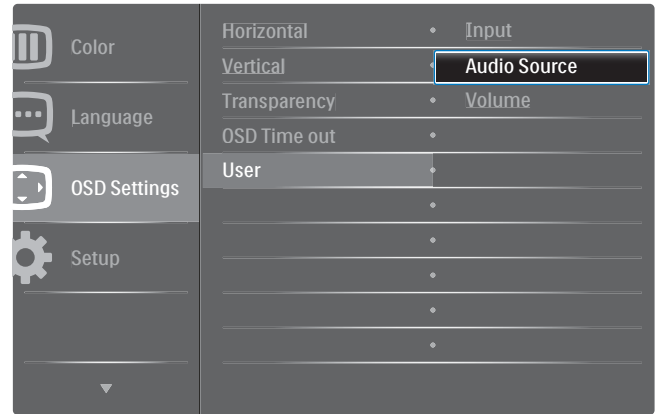 Color
Language
OSD Settings
Setup
Horizontal
Vertical
Transparency
OSD Time out
User
Input
Audio Source
Volume